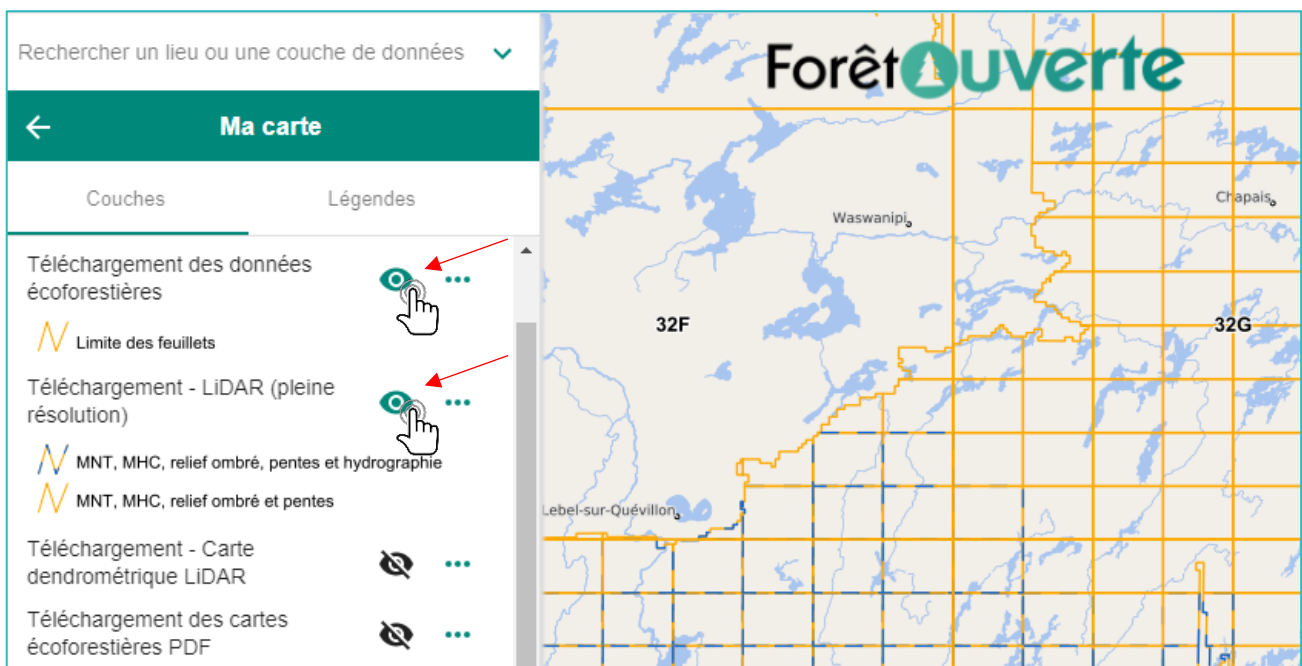 Rechercher un lieu ou une couche de données
Ma carte
Couches
Légendes
Téléchargement des données
écoforestières
Limite des feuillets
Téléchargement - LiDAR (pleine
résolution)
MNT, MHC, relief ombré, pentes et hydrographie
MNT, MHC, relief ombré et pentes
Téléchargement - Carte
dendrométrique LiDAR
Téléchargement des cartes
écoforestières PDF
ForêtOuverte
Chapais
Waswanipi
32F
32G
Lebel-sur-Quévillon